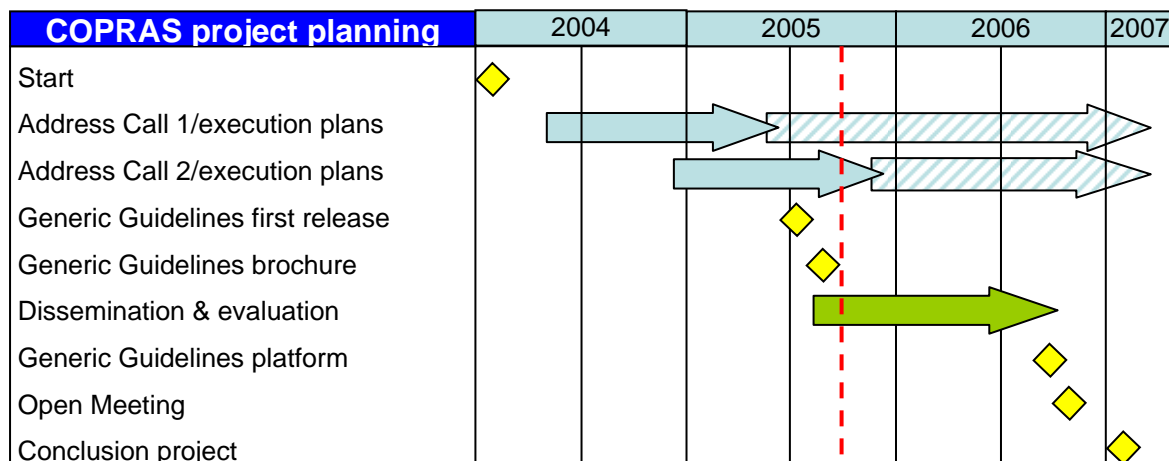 COPRAS project planning 2004 2005 2006 2007
Start
Address Call 1/execution plans
Address Call 2/execution plans
Generic Guidelines first release
Generic Guidelines brochure
Dissemination & evaluation
Generic Guidelines platform
Open Meeting
Conclusion project